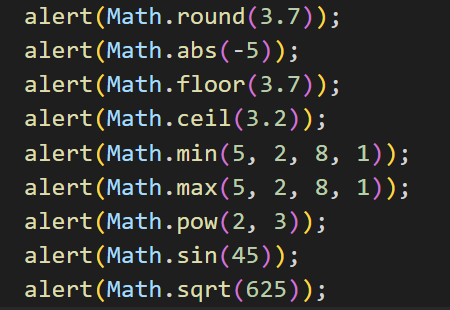 alert(Math.round(3.7));
alert(Math.abs(-5));
alert(Math.floor(3.7));
alert(Math.ceil(3.2));
alert(Math.min(5, 2, 8, 1));
alert(Math.max(5, 2, 8, 1));
alert(Math.pow(2, 3));
alert(Math.sin(45));
alert(Math.sqrt(625));